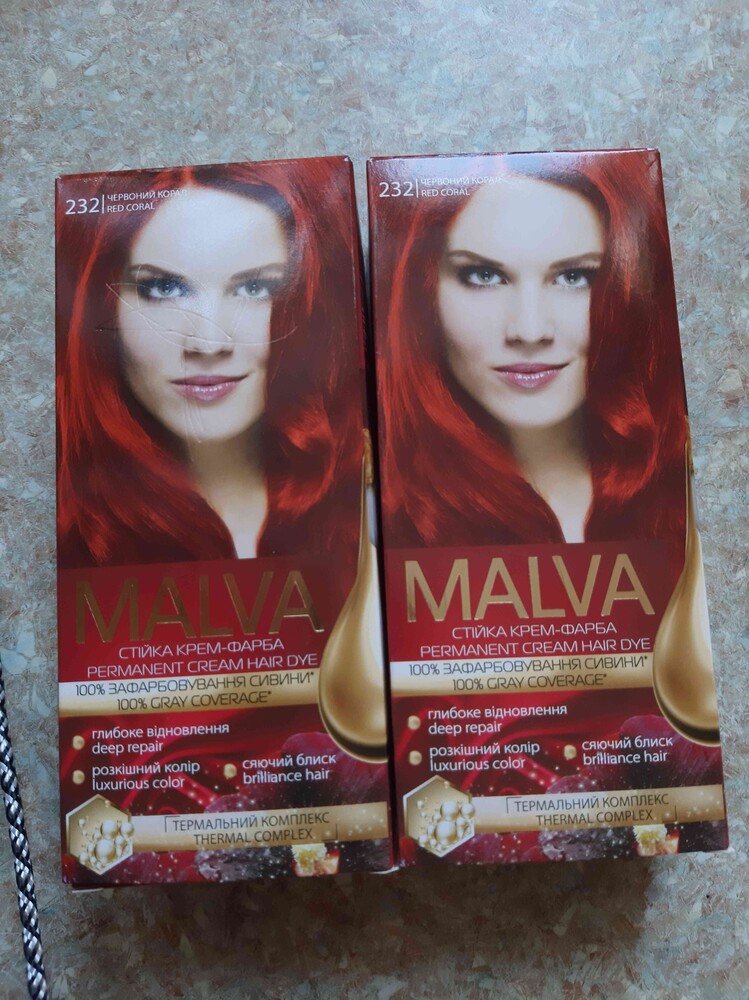 232 ЧЕРВОНИЙ КОРАЛ
RED CORAL
MALVA
СТІЙКА КРЕМ-ФАРБА
PERMANENT CREAM HAIR DYE
100% ЗАФАРБОВУВАННЯ СИВИНИ*
100% GRAY COVERAGE*
глибоке відновлення
deep repair
розкішний колір
luxurious color
сяючий блиск
brilliance hair
ТЕРМАЛЬНИЙ КОМПЛЕКС
THERMAL COMPLEX
232 ЧЕРВОНИЙ КОРАЛ
RED CORAL
MALVA
СТІЙКА КРЕМ-ФАРБА
PERMANENT CREAM HAIR DYE
100% ЗАФАРБОВУВАННЯ СИВИНИ*
100% GRAY COVERAGE*
глибоке відновлення
deep repair
розкішний колір
luxurious color
сяючий блиск
brilliance hair
ТЕРМАЛЬНИЙ КОМПЛЕКС
THERMAL COMPLEX